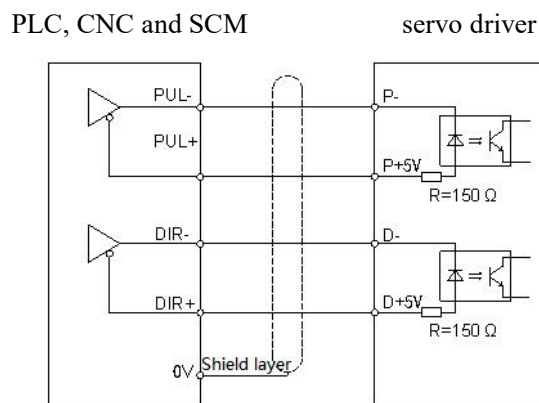 PLC, CNC and SCM servo driver
PUL- P-
PUL+
P+5V
R=150 Ω
DIR- D-
DIR+ D+5V
R=150 Ω
0V Shield layer